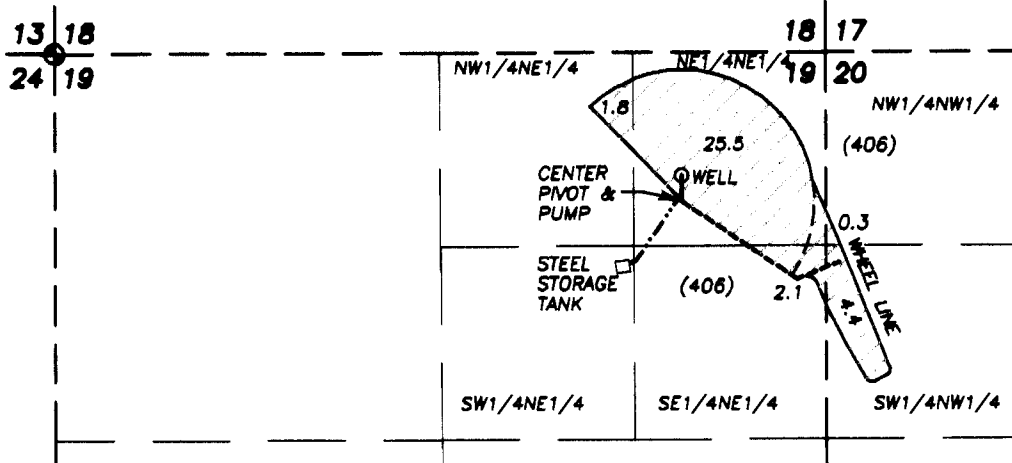 13 18
24 19
18 17
19 20
NW1/4NE1/4
NE1/4NE1/4
NW1/4NW1/4
(406)
1.8
25.5
WELL
CENTER
PIVOT &
PUMP
0.3
WHEEL LINE
STEEL
STORAGE
TANK
(406)
2.1
4.4
SW1/4NE1/4
SE1/4NE1/4
SW1/4NW1/4